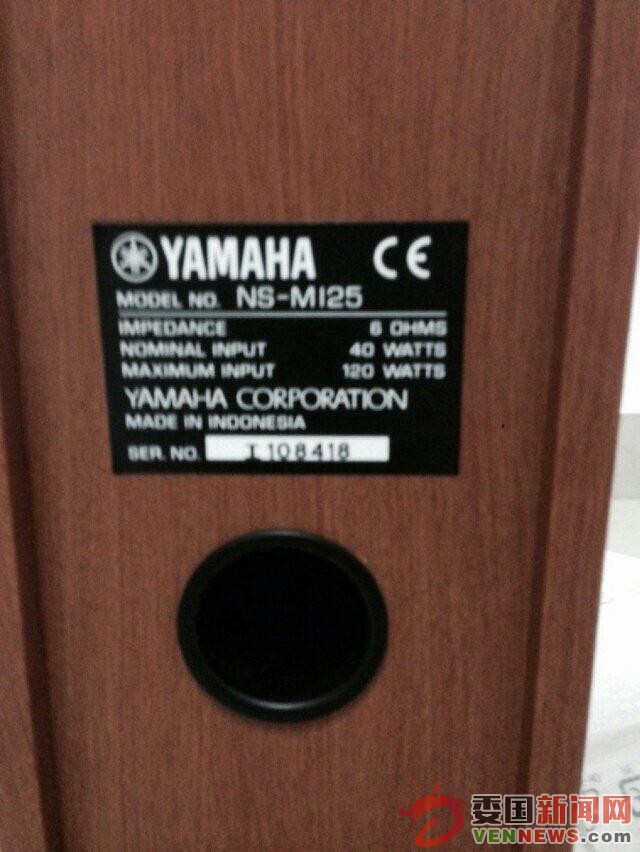 YAMAHA CE
MODEL NO. NS-M125
IMPEDANCE 6 OHMS
NOMINAL INPUT 40 WATTS
MAXIMUM INPUT 120 WATTS
YAMAHA CORPORATION
MADE IN INDONESIA
SER. NO. I108418
委国新闻网
VENNEWS.com